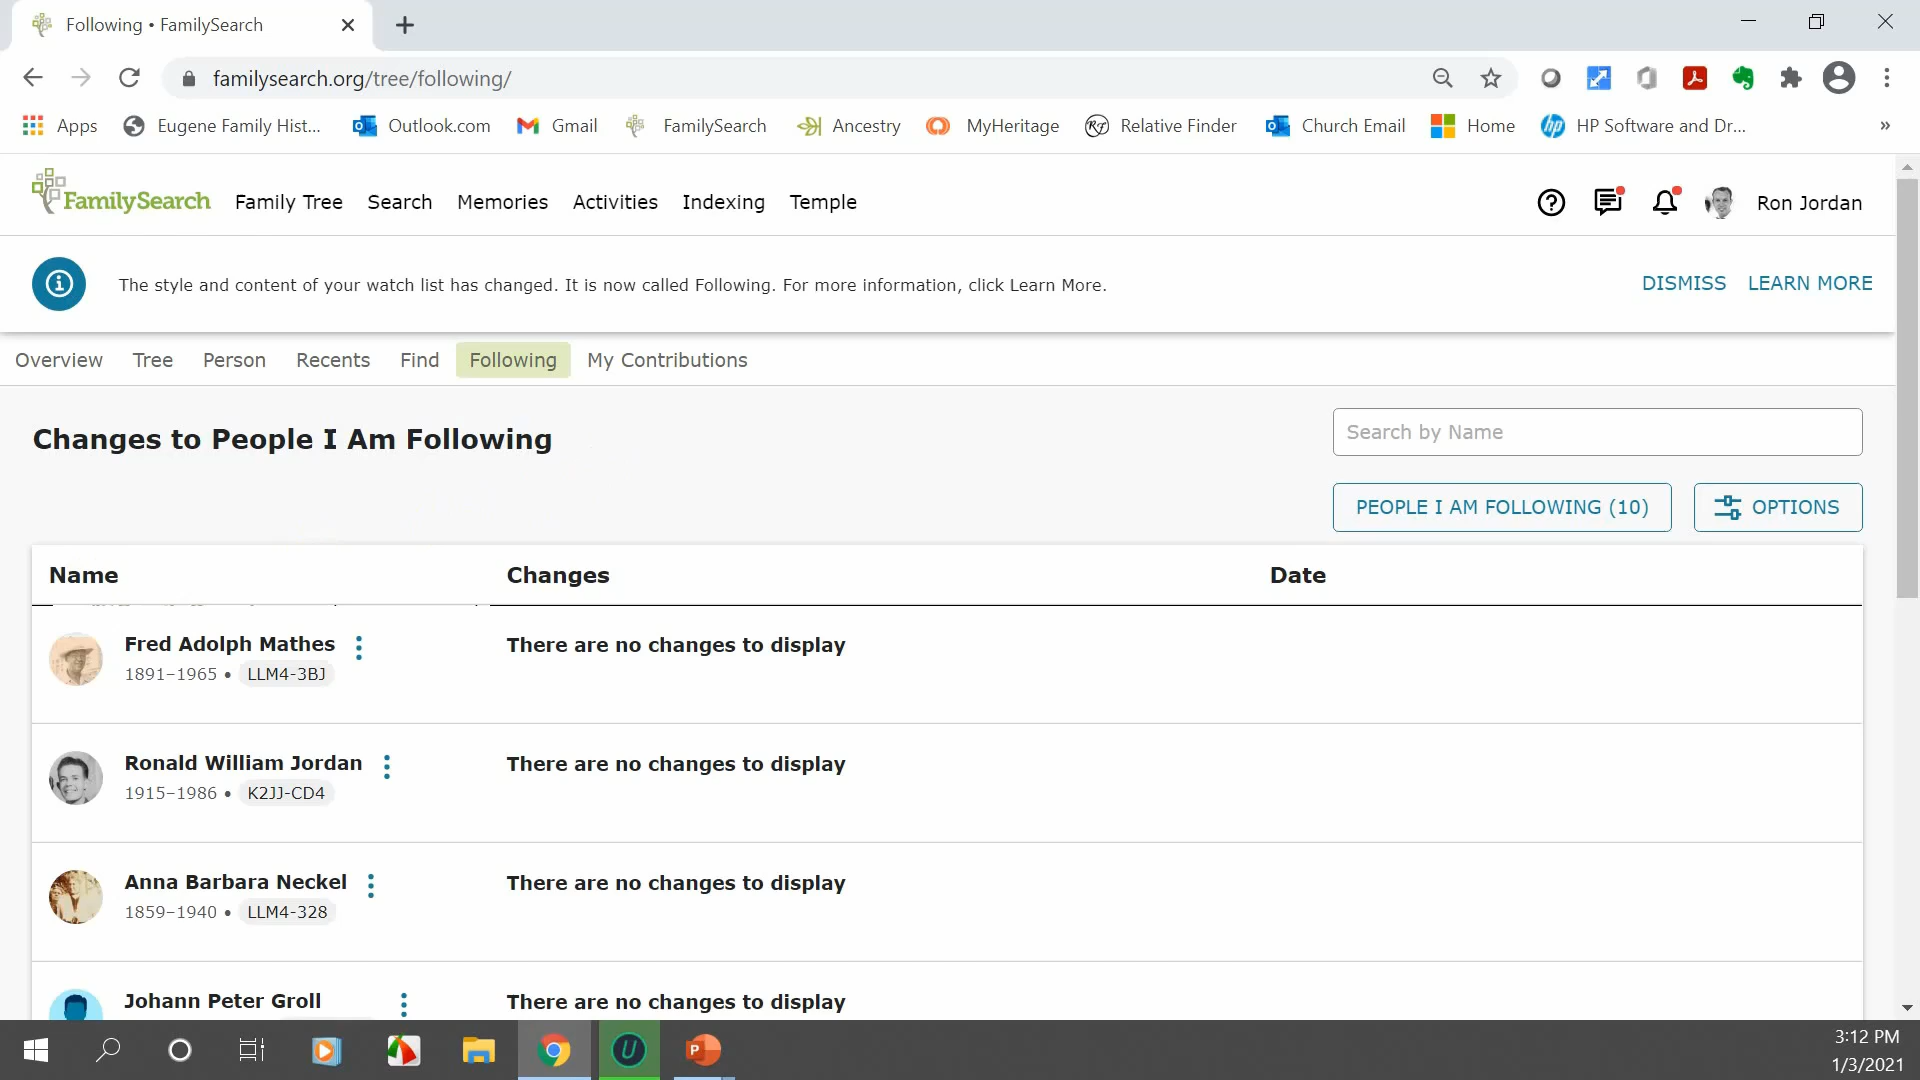 Following • FamilySearch
familysearch.org/tree/following/
Apps Eugene Family Hist... Outlook.com Gmail FamilySearch Ancestry MyHeritage Relative Finder Church Email Home HP Software and Dr...
FamilySearch Family Tree Search Memories Activities Indexing Temple Ron Jordan
The style and content of your watch list has changed. It is now called Following. For more information, click Learn More. DISMISS LEARN MORE
Overview Tree Person Recents Find Following My Contributions
Changes to People I Am Following
Search by Name
PEOPLE I AM FOLLOWING (10) OPTIONS
Name Changes Date
Fred Adolph Mathes There are no changes to display
1891–1965 • LLM4-3BJ
Ronald William Jordan There are no changes to display
1915–1986 • K2JJ-CD4
Anna Barbara Neckel There are no changes to display
1859–1940 • LLM4-328
Johann Peter Groll There are no changes to display
3:12 PM
1/3/2021